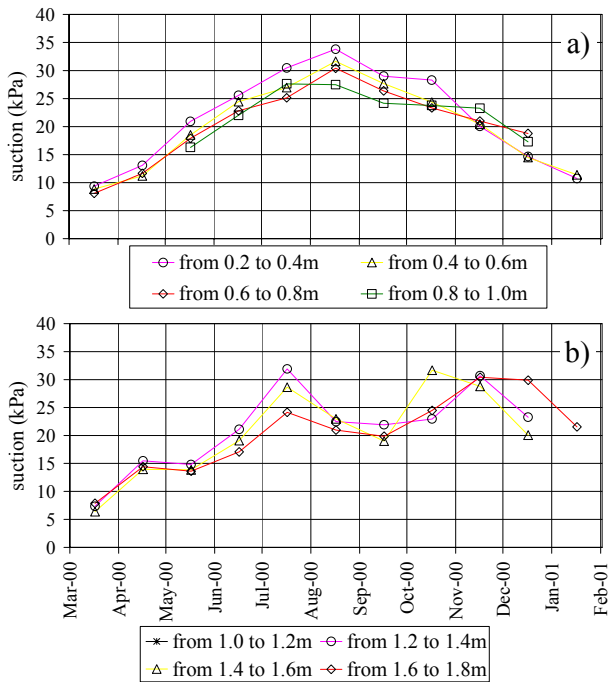 40
a)
35
30
25
20
15
10
5
0
suction (kPa)
from 0.2 to 0.4m from 0.4 to 0.6m
from 0.6 to 0.8m from 0.8 to 1.0m
40
b)
35
30
25
20
15
10
5
0
suction (kPa)
Mar-00 Apr-00 May-00 Jun-00 Jul-00 Aug-00 Sep-00 Oct-00 Nov-00 Dec-00 Jan-01 Feb-01
from 1.0 to 1.2m from 1.2 to 1.4m
from 1.4 to 1.6m from 1.6 to 1.8m